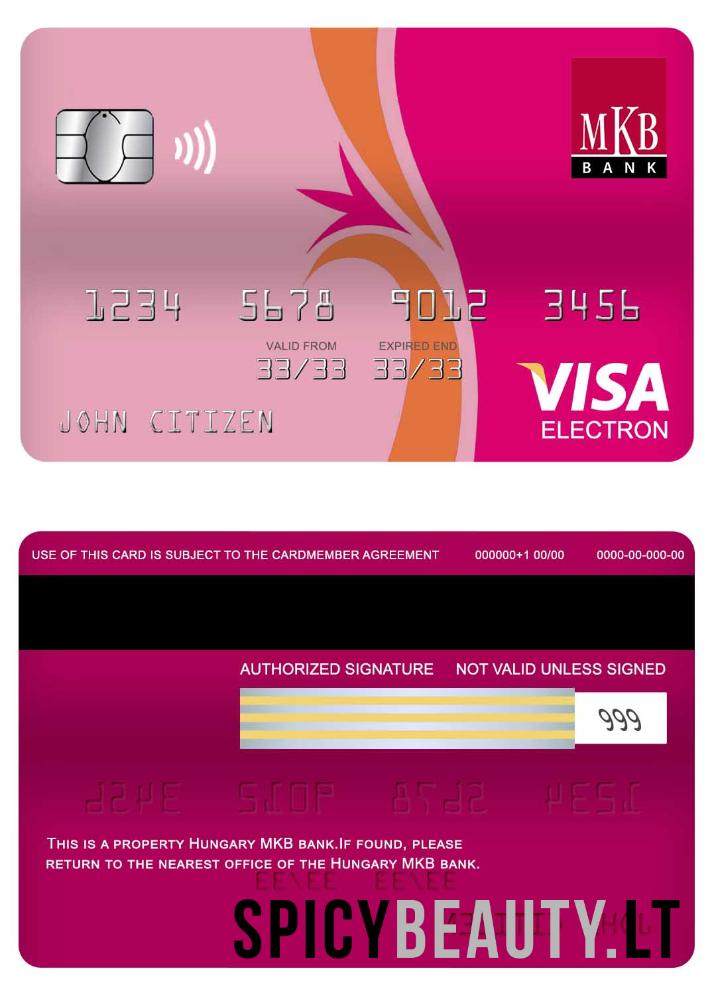 MKB
BANK
1234 5678 9012 3456
VALID FROM EXPIRED END
33/33 33/33
JOHN CITIZEN
VISA
ELECTRON
USE OF THIS CARD IS SUBJECT TO THE CARDMEMBER AGREEMENT 000000+1 00/00 0000-00-000-00
AUTHORIZED SIGNATURE NOT VALID UNLESS SIGNED
999
THIS IS A PROPERTY HUNGARY MKB BANK.IF FOUND, PLEASE
RETURN TO THE NEAREST OFFICE OF THE HUNGARY MKB BANK.
SPICYBEAUTY.LT